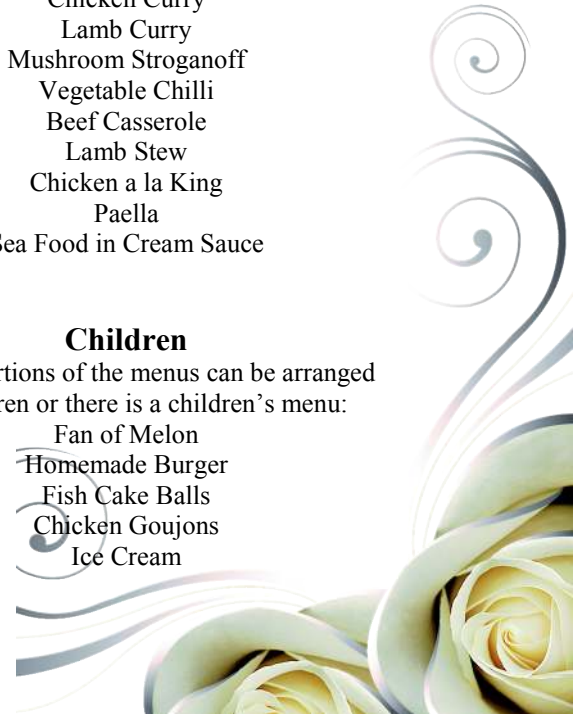 Chicken Curry
Lamb Curry
Mushroom Stroganoff
Vegetable Chilli
Beef Casserole
Lamb Stew
Chicken a la King
Paella
Food in Cream Sauce
Children
of the menus can be arranged
or there is a children's menu:
Fan of Melon
Homemade Burger
Fish Cake Balls
Chicken Goujons
Ice Cream